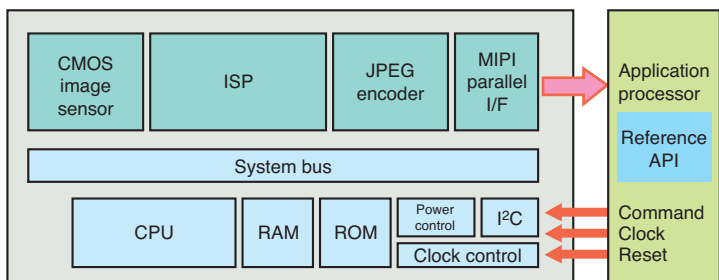 CMOS
image
sensor
ISP
JPEG
encoder
MIPI
parallel
I/F
Application
processor
Reference
API
System bus
CPU
RAM
ROM
Power
control
I²C
Clock control
Command
Clock
Reset